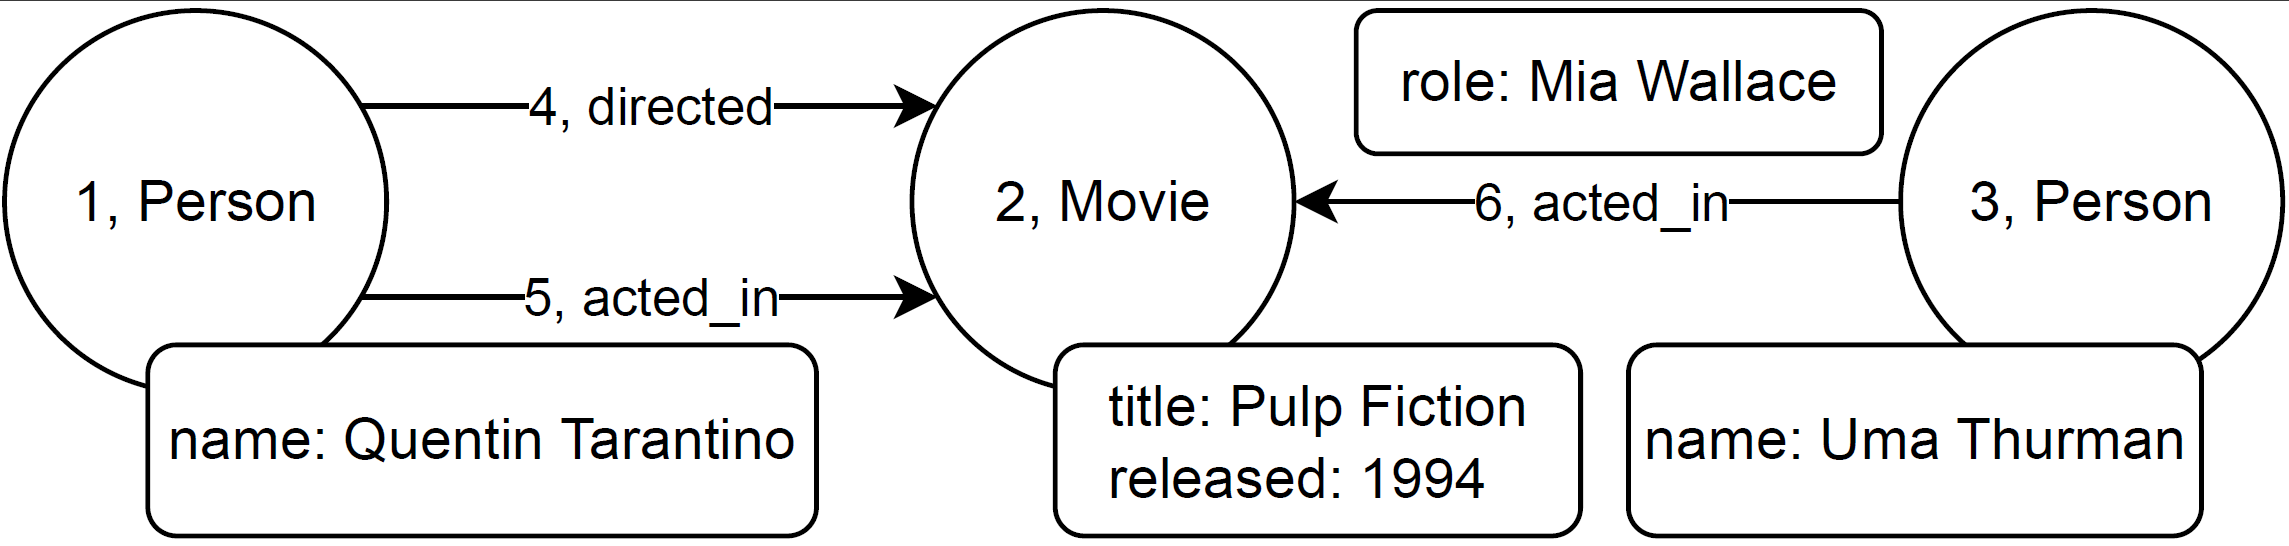 role: Mia Wallace
4, directed
1, Person
2, Movie
6, acted_in
3, Person
5, acted_in
name: Quentin Tarantino
title: Pulp Fiction
released: 1994
name: Uma Thurman